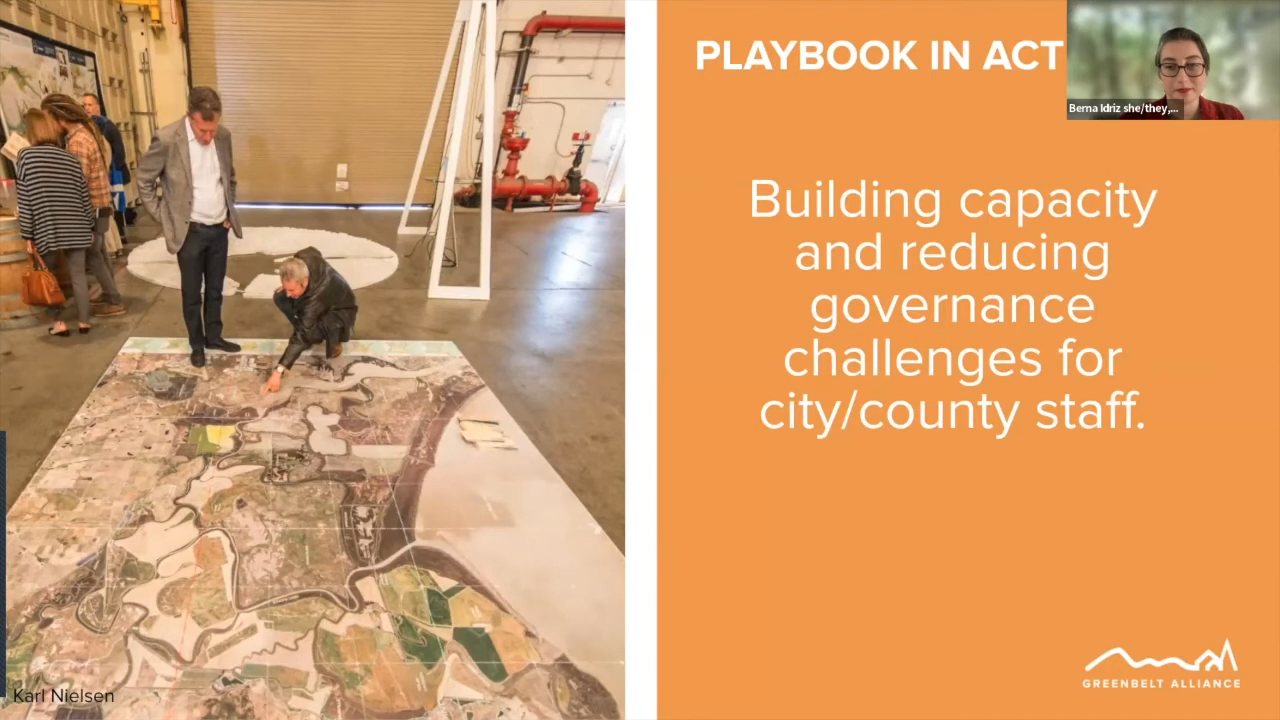 PLAYBOOK IN ACT
Berna Idriz she/they,...
Building capacity
and reducing
governance
challenges for
city/county staff.
Karl Nielsen
GREENBELT ALLIANCE